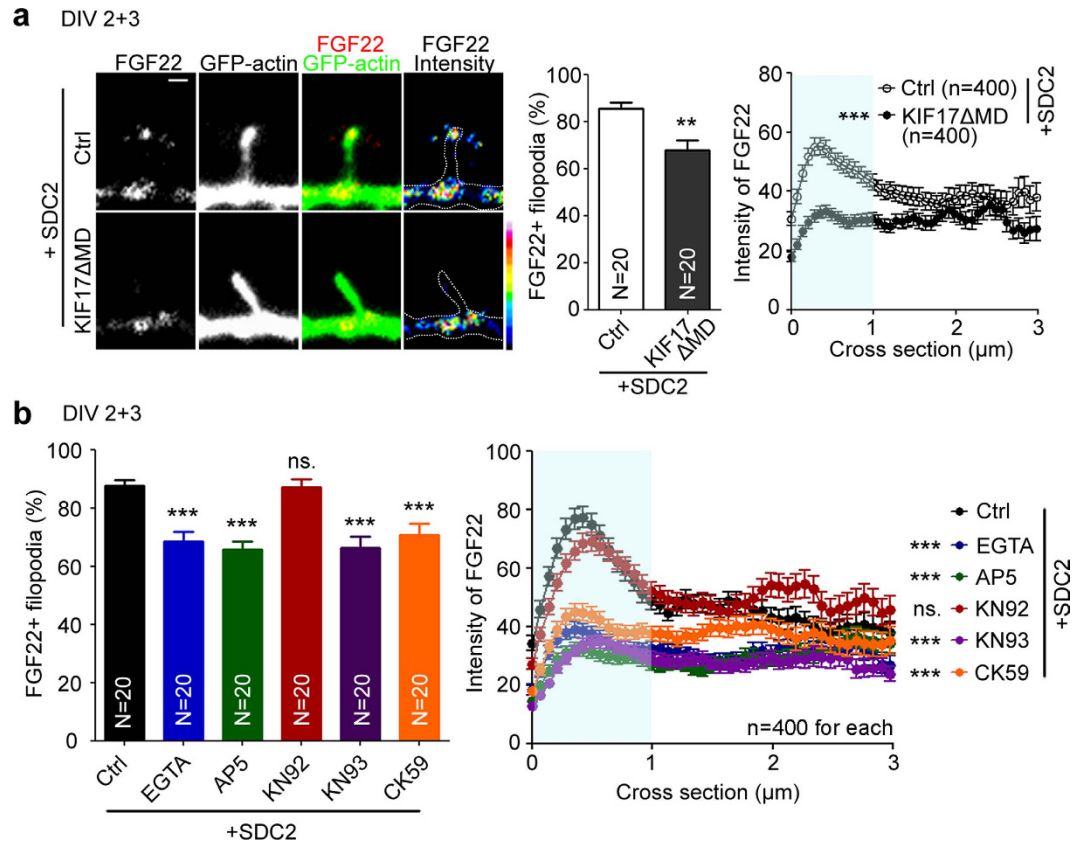 a DIV 2+3
FGF22 GFP-actin FGF22 GFP-actin FGF22 Intensity
+ SDC2
Ctrl
KIF17ΔMD
FGF22+ filopodia (%)
100
80
60
40
20
0
**
N=20
N=20
Ctrl
KIF17 ΔMD
+SDC2
Intensity of FGF22
80
60
40
20
0
***
Ctrl (n=400)
KIF17ΔMD
(n=400)
+SDC2
0 1 2 3
Cross section (µm)
b DIV 2+3
FGF22+ filopodia (%)
100
80
60
40
20
0
*** *** ns. *** ***
N=20 N=20 N=20 N=20 N=20 N=20
Ctrl EGTA AP5 KN92 KN93 CK59
+SDC2
Intensity of FGF22
100
80
60
40
20
0
0 1 2 3
Cross section (µm)
n=400 for each
Ctrl
*** EGTA
*** AP5
ns. KN92
*** KN93
*** CK59
+SDC2